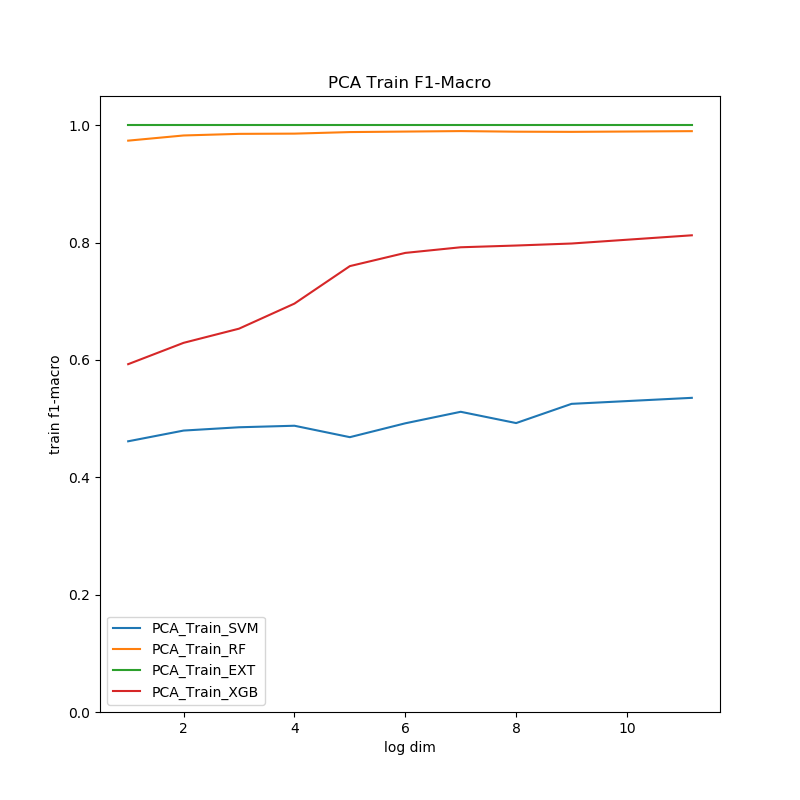 PCA Train F1-Macro
1.0
0.8
0.6
0.4
0.2
0.0
train f1-macro
PCA_Train_SVM
PCA_Train_RF
PCA_Train_EXT
PCA_Train_XGB
2 4 6 8 10
log dim